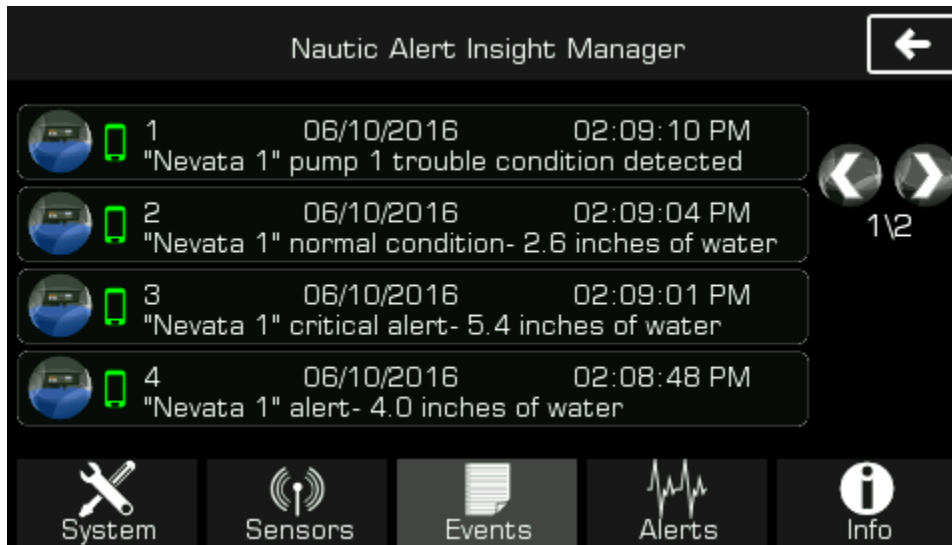 Nautic Alert Insight Manager
1 06/10/2016 02:09:10 PM
"Nevata 1" pump 1 trouble condition detected
2 06/10/2016 02:09:04 PM
"Nevata 1" normal condition- 2.6 inches of water
1\2
3 06/10/2016 02:09:01 PM
"Nevata 1" critical alert- 5.4 inches of water
4 06/10/2016 02:08:48 PM
"Nevata 1" alert- 4.0 inches of water
System Sensors Events Alerts Info